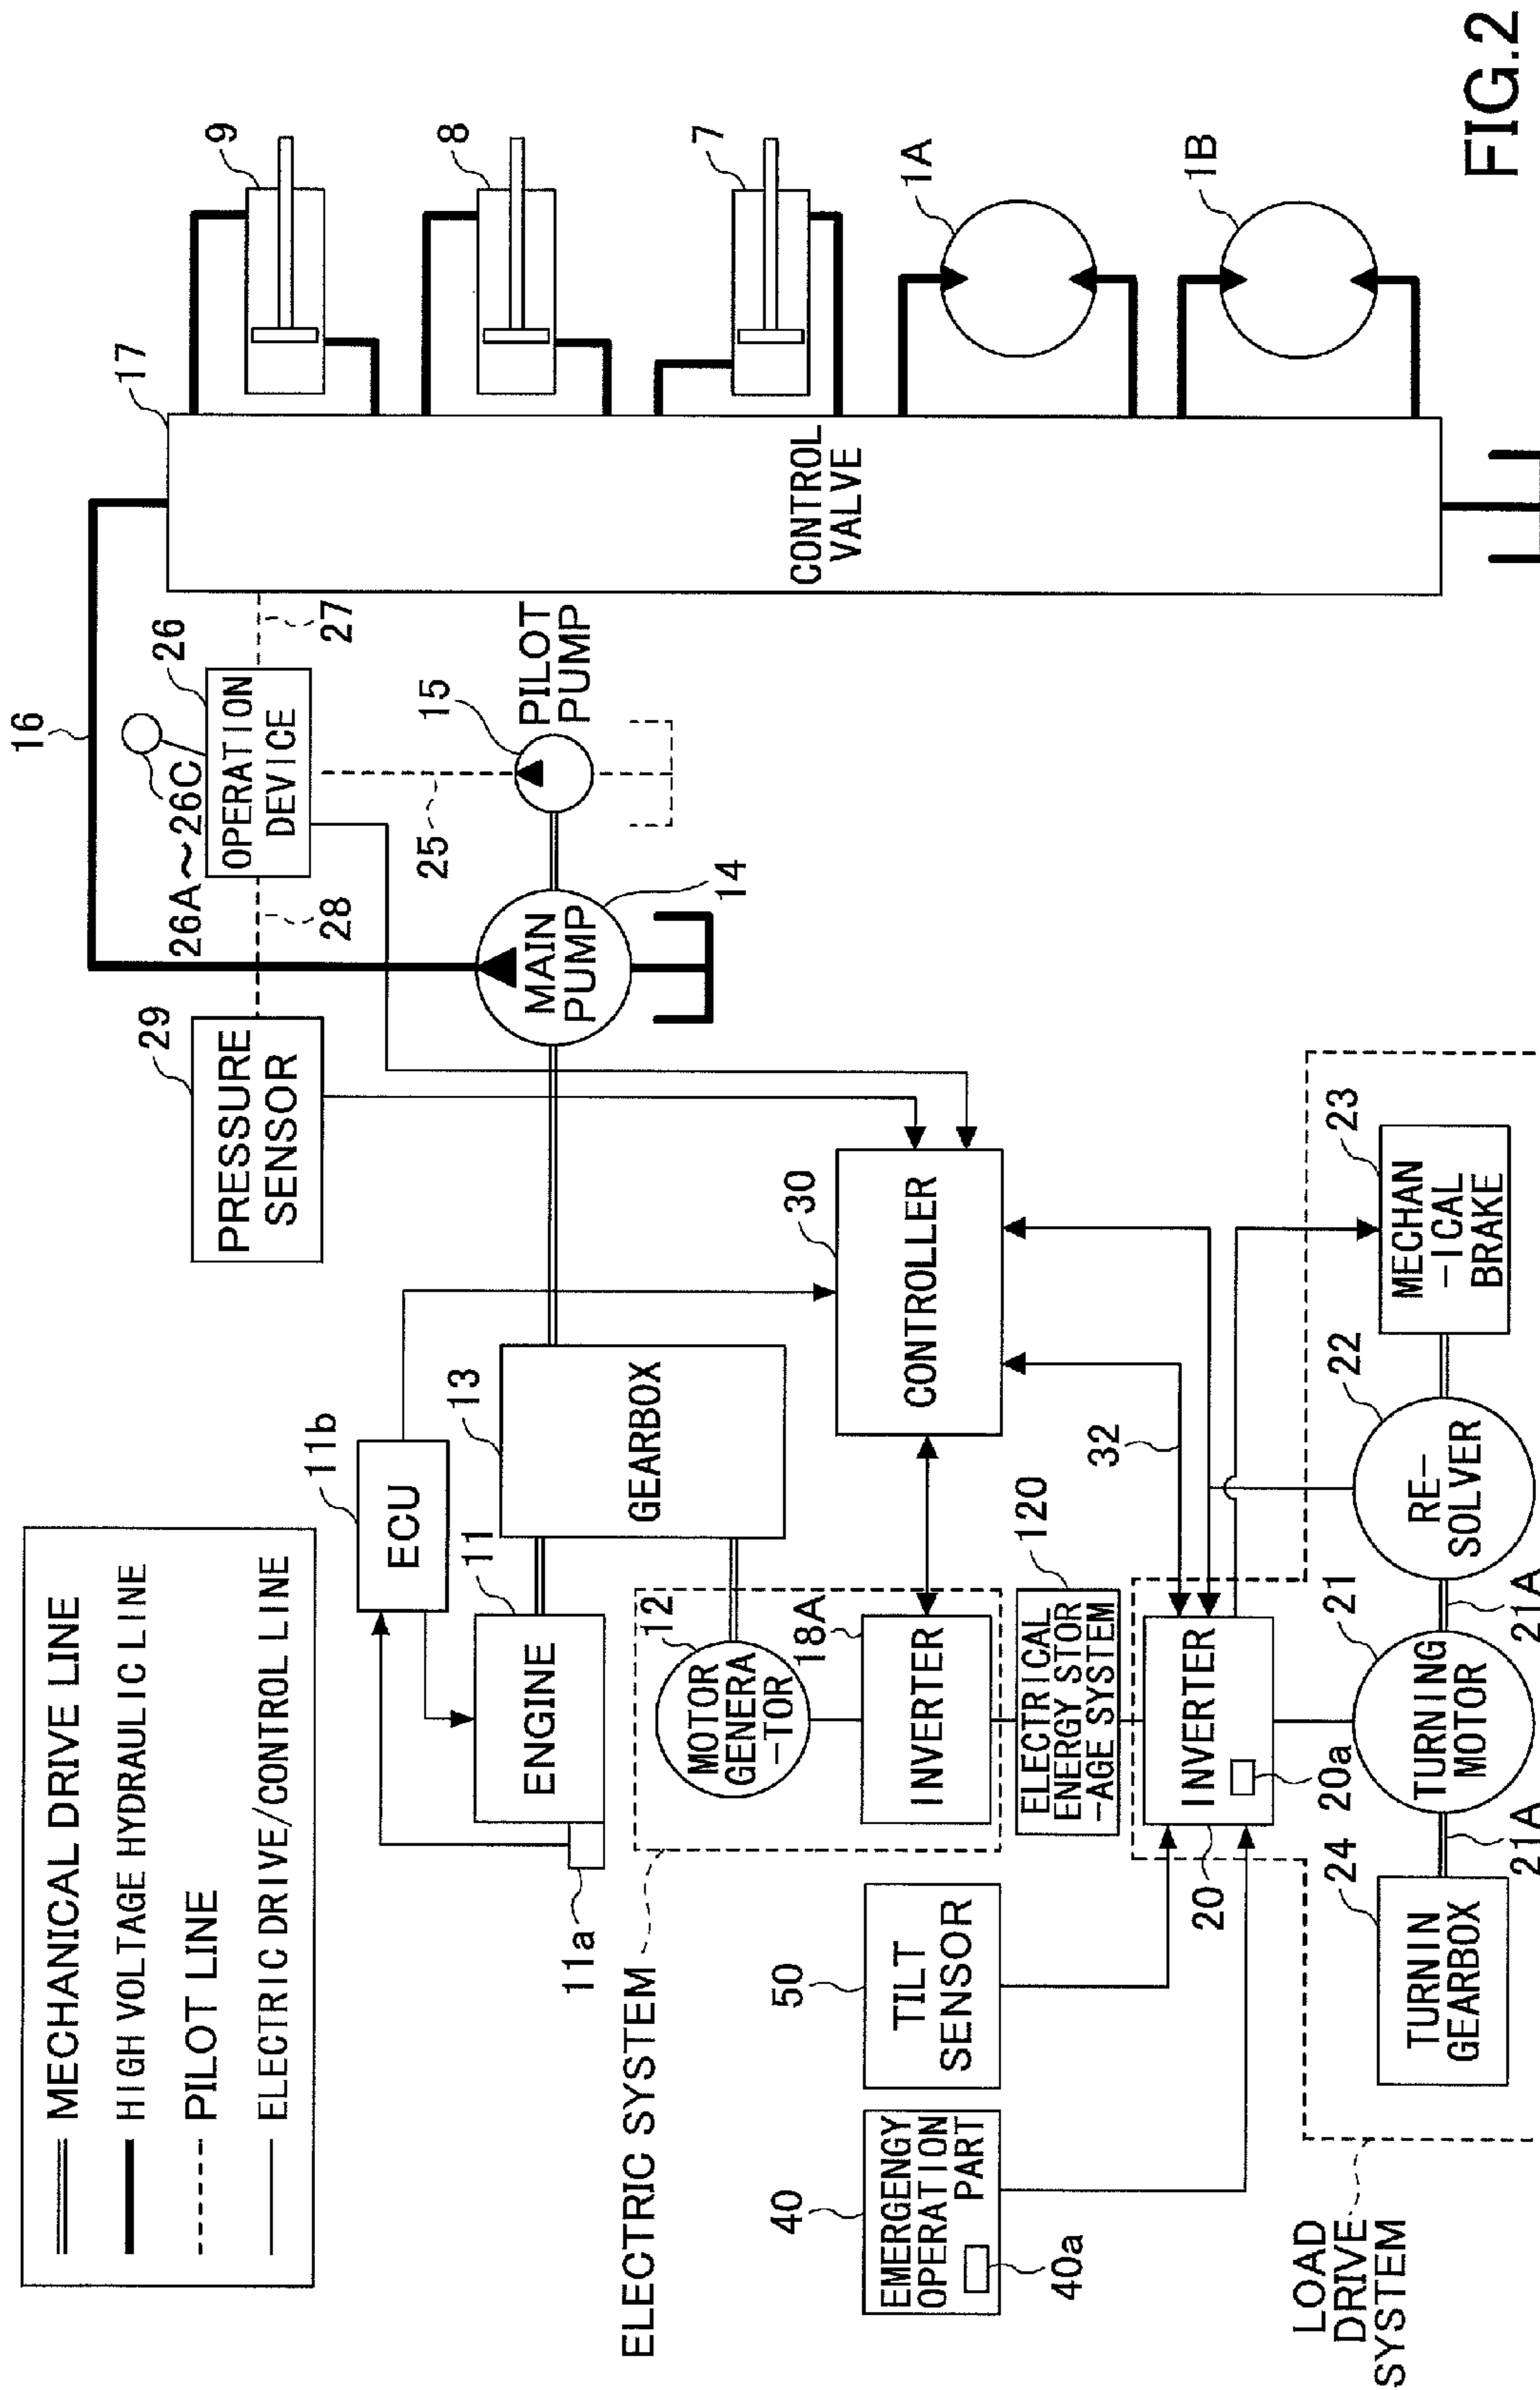 MECHANICAL DRIVE LINE
HIGH VOLTAGE HYDRAULIC LINE
PILOT LINE
ELECTRIC DRIVE/CONTROL LINE
16
17
9
8
7
1A
1B
CONTROL
VALVE
29
PRESSURE
SENSOR
28
26A~26C
26
OPERATION
DEVICE
27
25
15
PILOT
PUMP
MAIN
PUMP
14
11b
ECU
11
ENGINE
11a
13
GEARBOX
30
CONTROLLER
ELECTRIC SYSTEM
12
MOTOR
GENERA
-TOR
18A
INVERTER
120
ELECTRICAL
ENERGY STOR
-AGE SYSTEM
32
40
EMERGENGY
OPERATION
PART
40a
50
TILT
SENSOR
20
INVERTER
20a
LOAD
DRIVE
SYSTEM
24
TURNIN
GEARBOX
21A
21
TURNING
MOTOR
21A
22
RE-
SOLVER
23
MECHAN
-ICAL
BRAKE
FIG.2